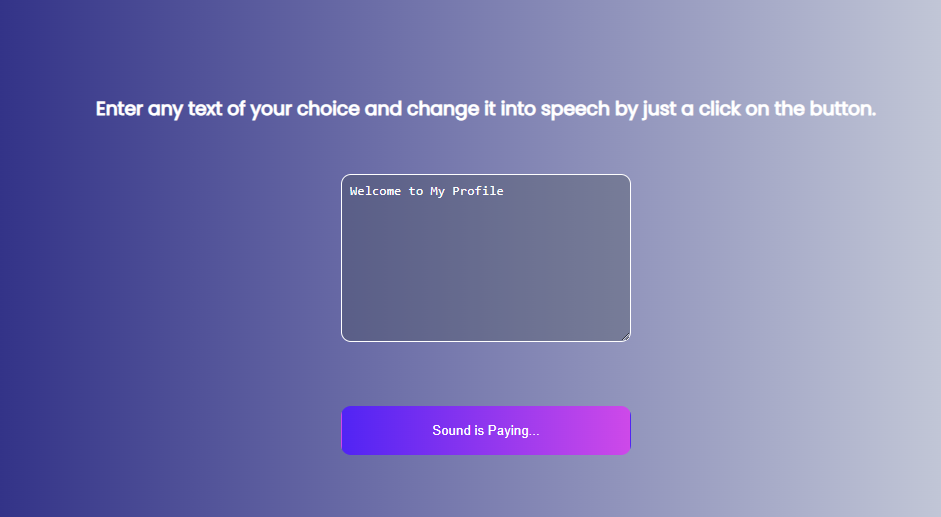 Enter any text of your choice and change it into speech by just a click on the button.
Welcome to My Profile
Sound is Paying...